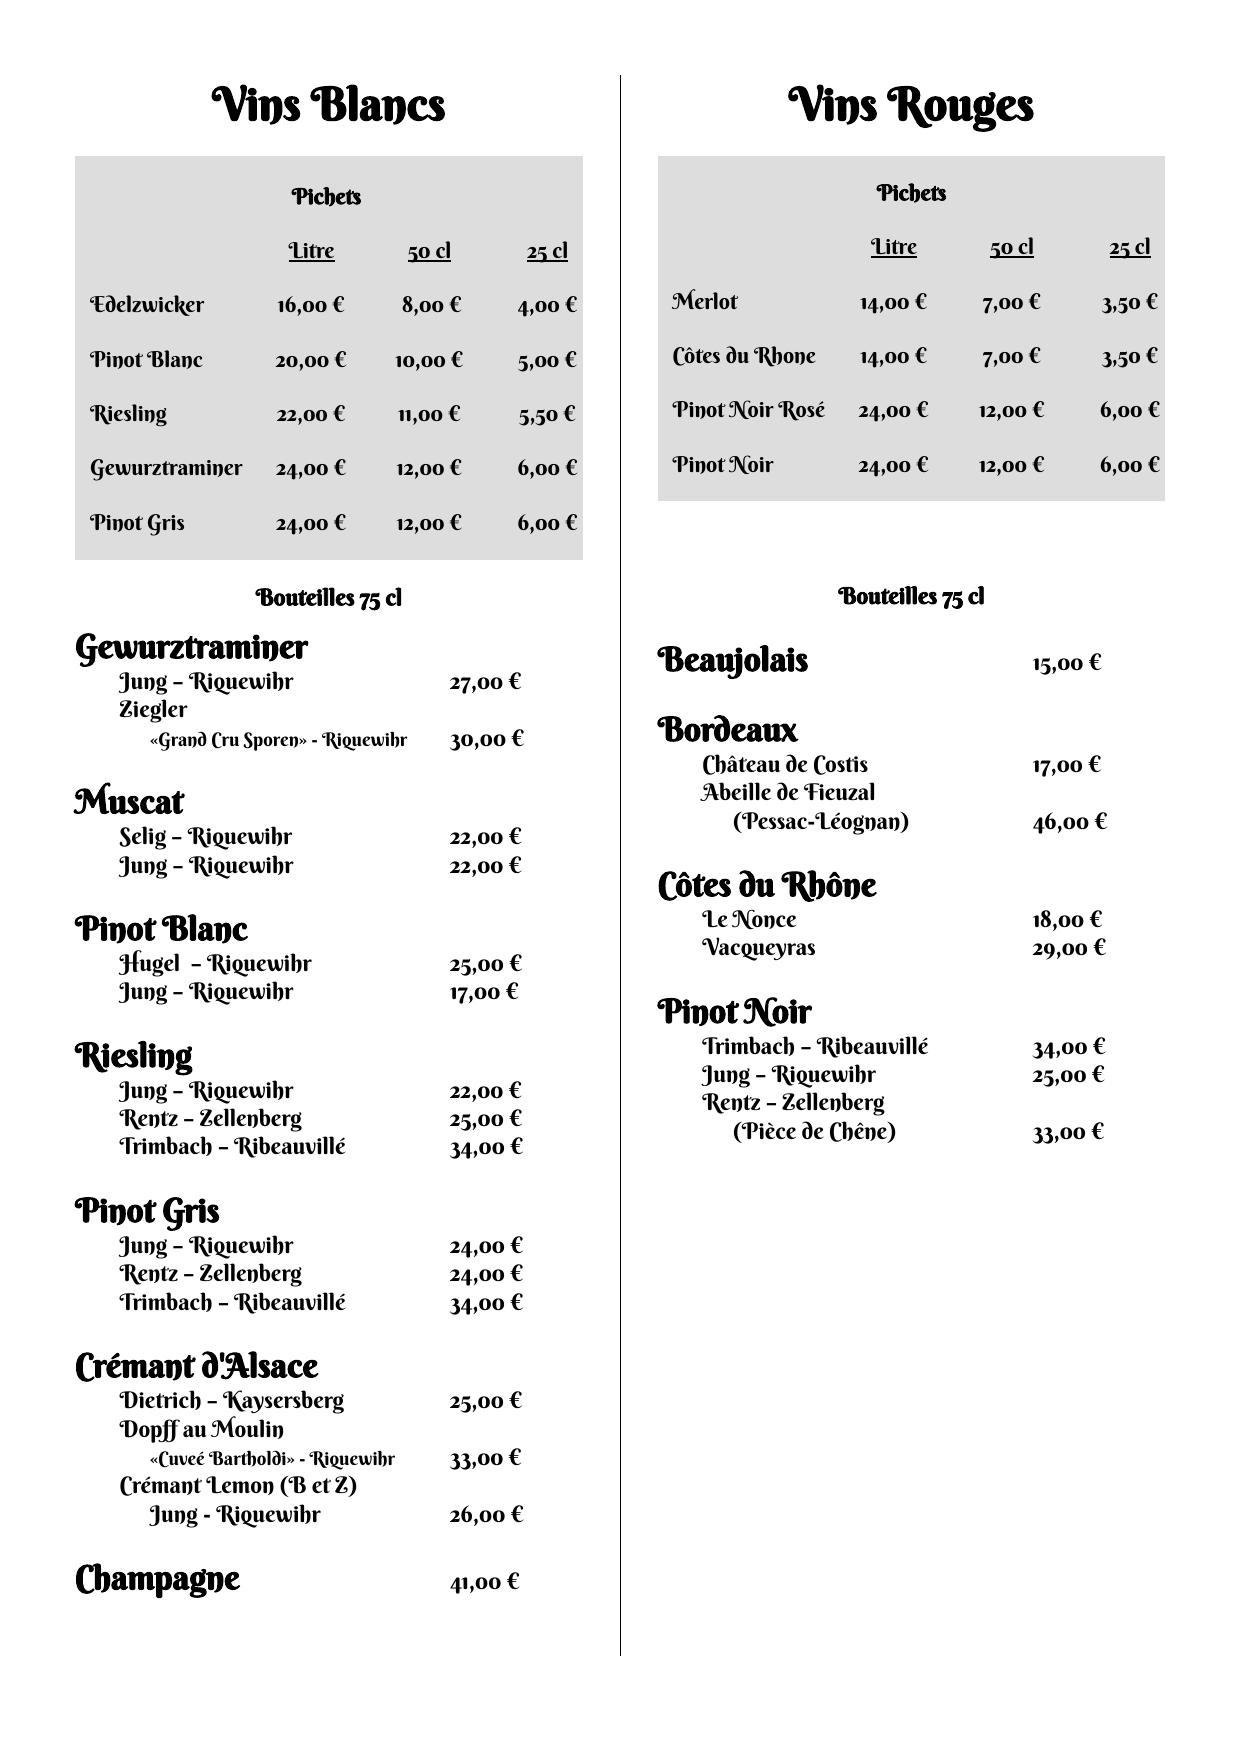 Vins Blancs
Pichets
Litre 50 cl 25 cl
Edelzwicker 16,00 € 8,00 € 4,00 €
Pinot Blanc 20,00 € 10,00 € 5,00 €
Riesling 22,00 € 11,00 € 5,50 €
Gewurztraminer 24,00 € 12,00 € 6,00 €
Pinot Gris 24,00 € 12,00 € 6,00 €
Bouteilles 75 cl
Gewurztraminer
Jung – Riquewihr 27,00 €
Ziegler
«Grand Cru Sporen» - Riquewihr 30,00 €
Muscat
Selig – Riquewihr 22,00 €
Jung – Riquewihr 22,00 €
Pinot Blanc
Hugel – Riquewihr 25,00 €
Jung – Riquewihr 17,00 €
Riesling
Jung – Riquewihr 22,00 €
Rentz – Zellenberg 25,00 €
Trimbach – Ribeauvillé 34,00 €
Pinot Gris
Jung – Riquewihr 24,00 €
Rentz – Zellenberg 24,00 €
Trimbach – Ribeauvillé 34,00 €
Crémant d'Alsace
Dietrich – Kaysersberg 25,00 €
Dopff au Moulin
«Cuveé Bartholdi» - Riquewihr 33,00 €
Crémant Lemon (B et Z)
Jung - Riquewihr 26,00 €
Champagne 41,00 €
Vins Rouges
Pichets
Litre 50 cl 25 cl
Merlot 14,00 € 7,00 € 3,50 €
Côtes du Rhone 14,00 € 7,00 € 3,50 €
Pinot Noir Rosé 24,00 € 12,00 € 6,00 €
Pinot Noir 24,00 € 12,00 € 6,00 €
Bouteilles 75 cl
Beaujolais 15,00 €
Bordeaux
Château de Costis 17,00 €
Abeille de Fieuzal
(Pessac-Léognan) 46,00 €
Côtes du Rhône
Le Nonce 18,00 €
Vacqueyras 29,00 €
Pinot Noir
Trimbach – Ribeauvillé 34,00 €
Jung – Riquewihr 25,00 €
Rentz – Zellenberg
(Pièce de Chêne) 33,00 €